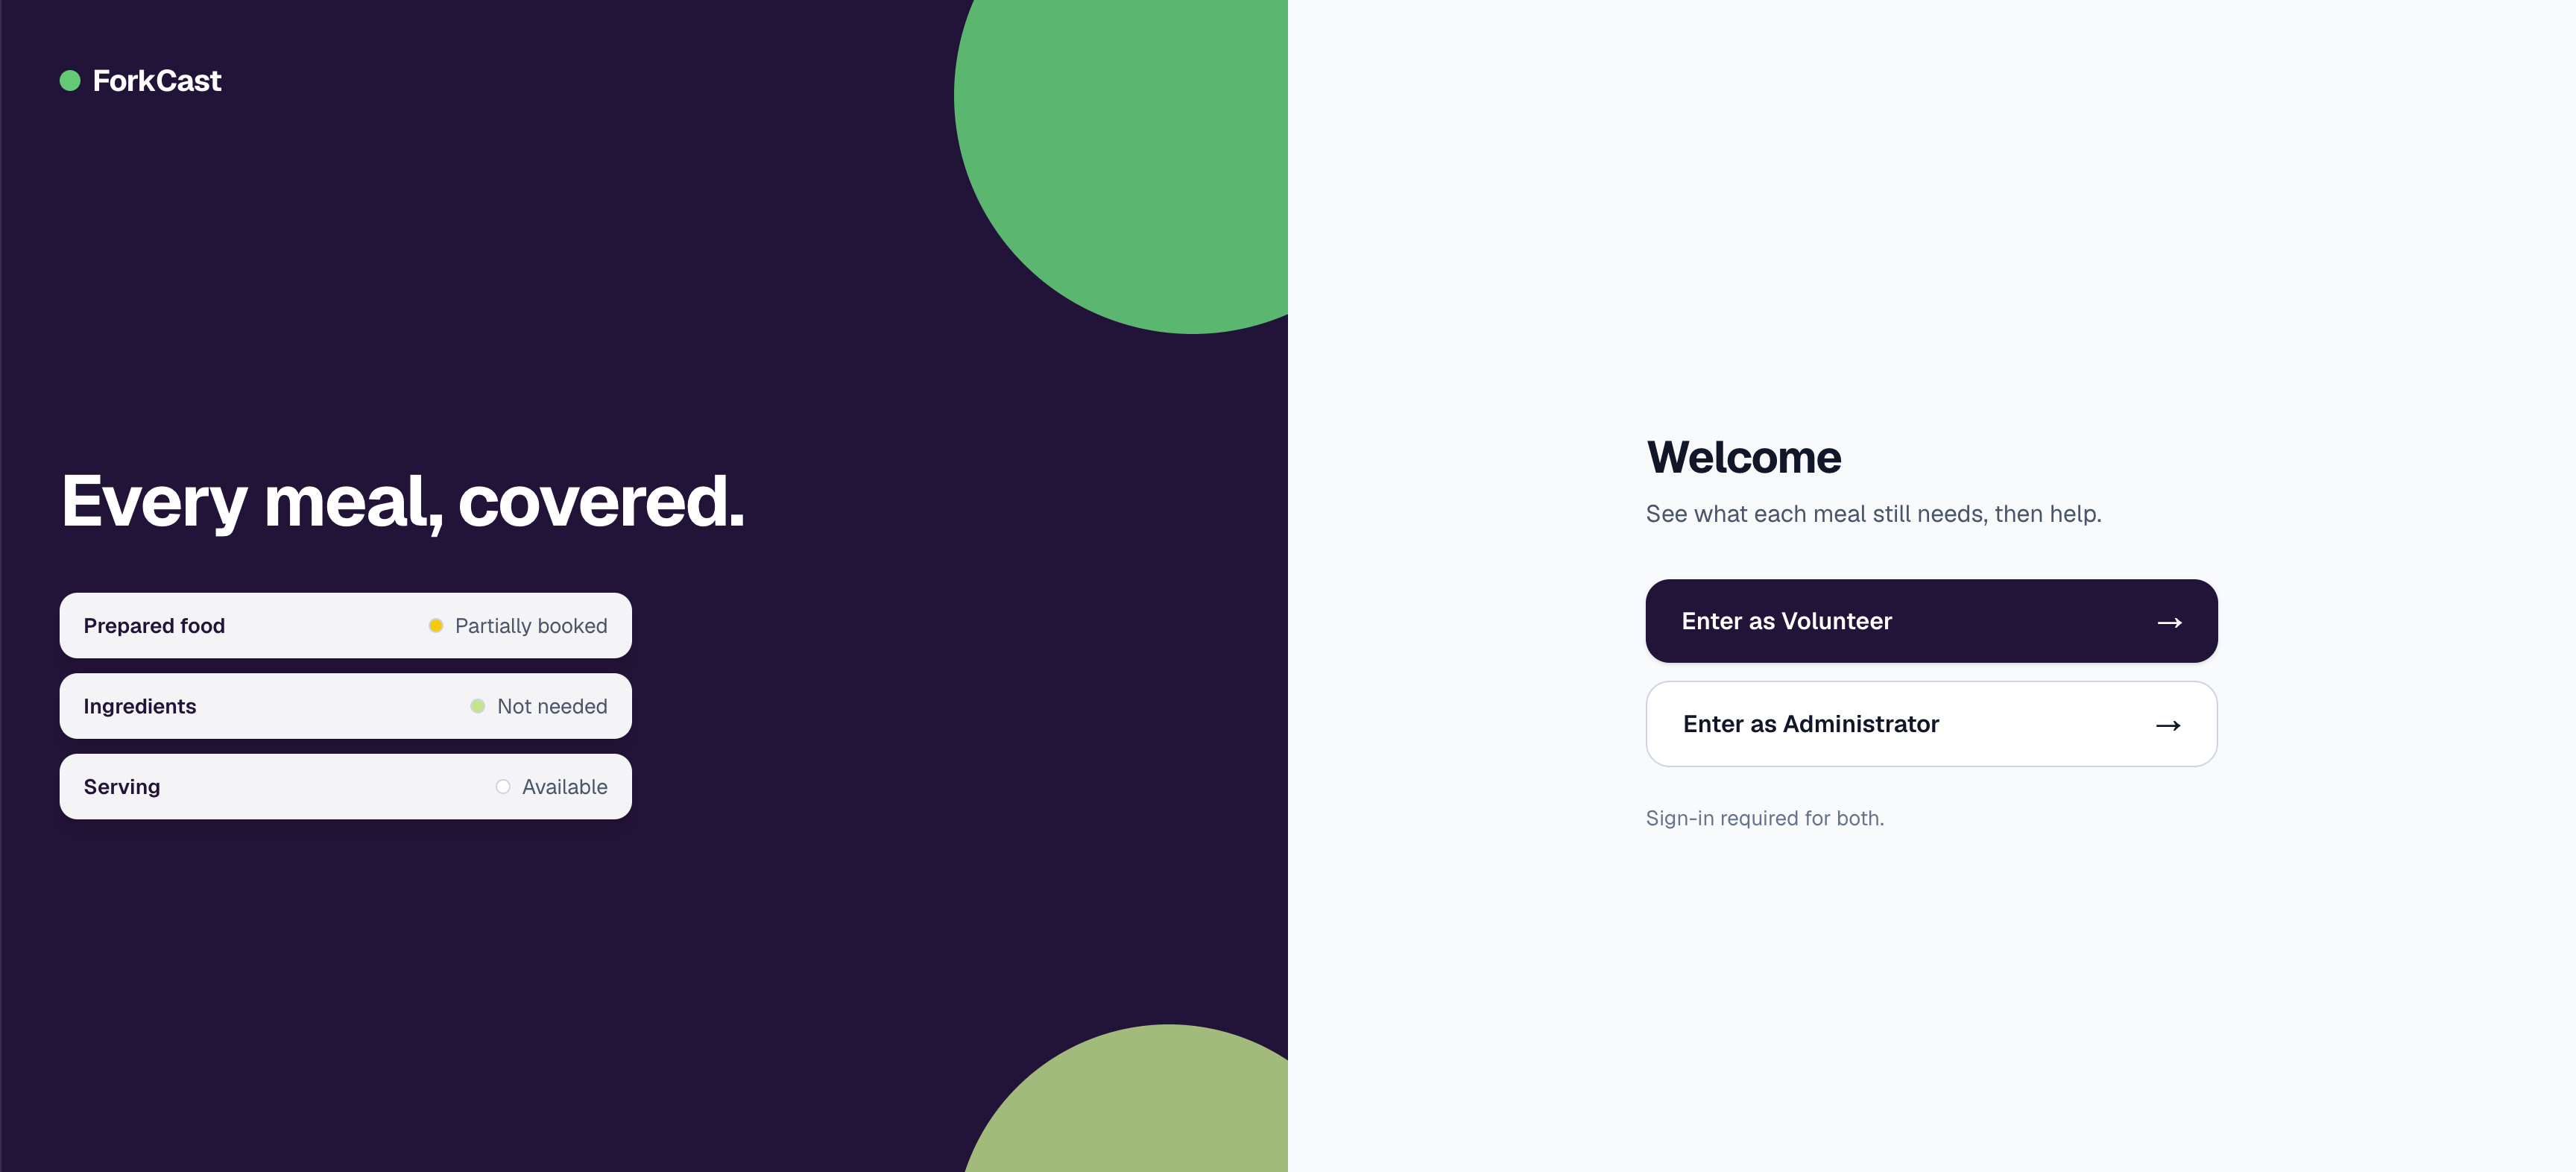 ForkCast
Every meal, covered.
Prepared food Partially booked
Ingredients Not needed
Serving Available
Welcome
See what each meal still needs, then help.
Enter as Volunteer →
Enter as Administrator →
Sign-in required for both.